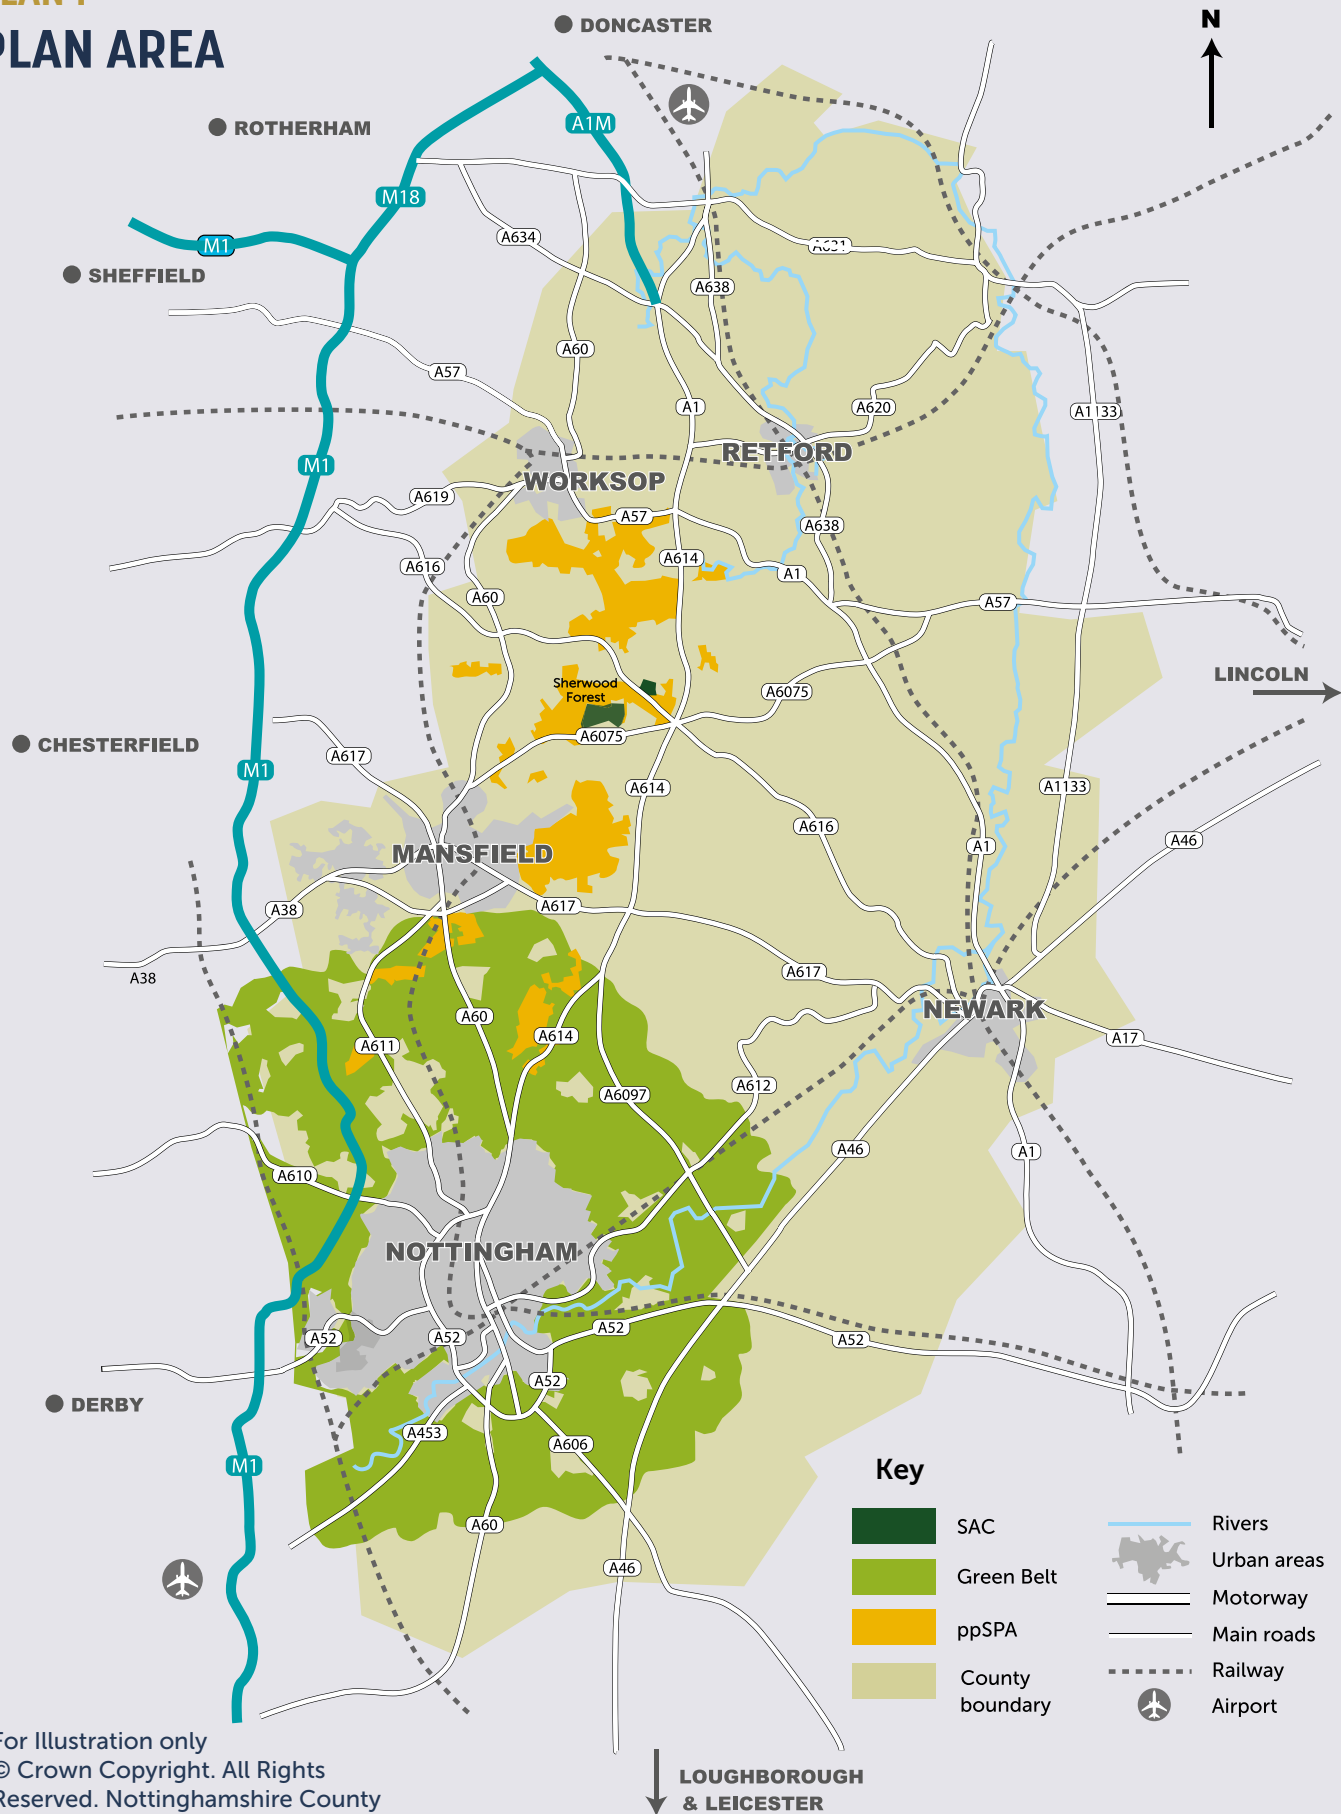 PLAN AREA
DONCASTER
N
ROTHERHAM
A1M
M18
M1
A634
A631
SHEFFIELD
A638
A60
A57
A1
A620
A1133
RETFORD
M1
WORKSOP
A619
A57
A638
A614
A616
A1
A60
A57
LINCOLN
Sherwood
Forest
A6075
A6075
CHESTERFIELD
A617
M1
A614
A1133
A616
A46
A1
MANSFIELD
A617
A38
A617
A38
NEWARK
A60
A614
A611
A17
A612
A6097
A46
A1
A610
NOTTINGHAM
A52
A52
A52
A52
A52
DERBY
A453
A606
M1
A60
A46
Key
SAC
Green Belt
ppSPA
County
boundary
Rivers
Urban areas
Motorway
Main roads
Railway
Airport
For Illustration only
© Crown Copyright. All Rights
Reserved. Nottinghamshire County
LOUGHBOROUGH
& LEICESTER